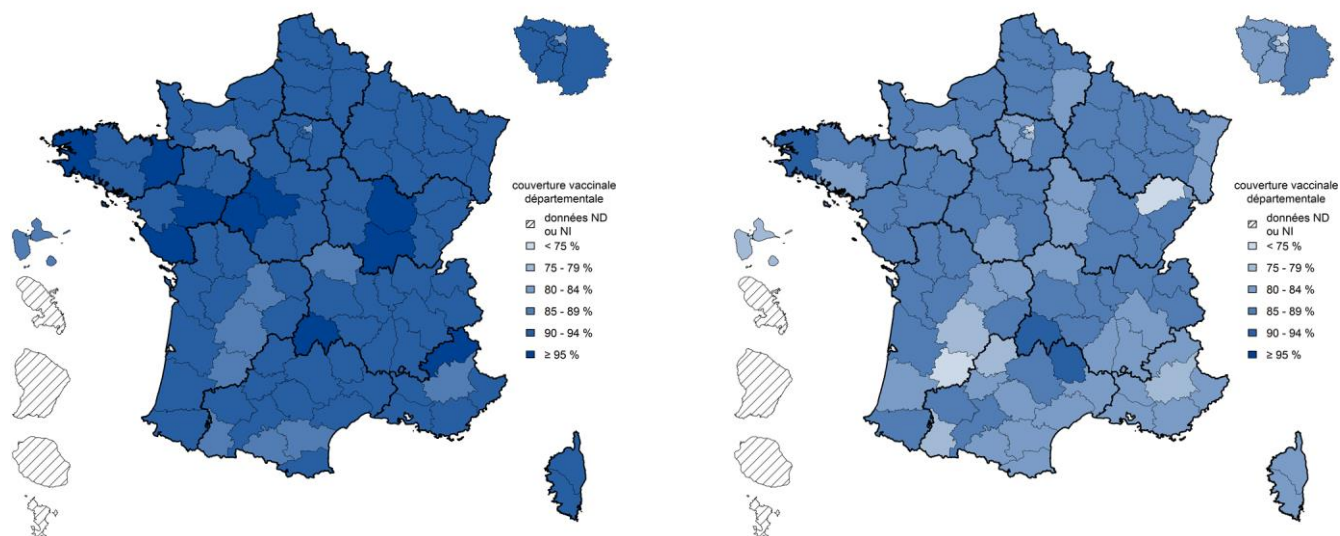 couverture vaccinale
départementale
données ND
ou NI
< 75 %
75 - 79 %
80 - 84 %
85 - 89 %
90 - 94 %
≥ 95 %
couverture vaccinale
départementale
données ND
ou NI
< 75 %
75 - 79 %
80 - 84 %
85 - 89 %
90 - 94 %
≥ 95 %